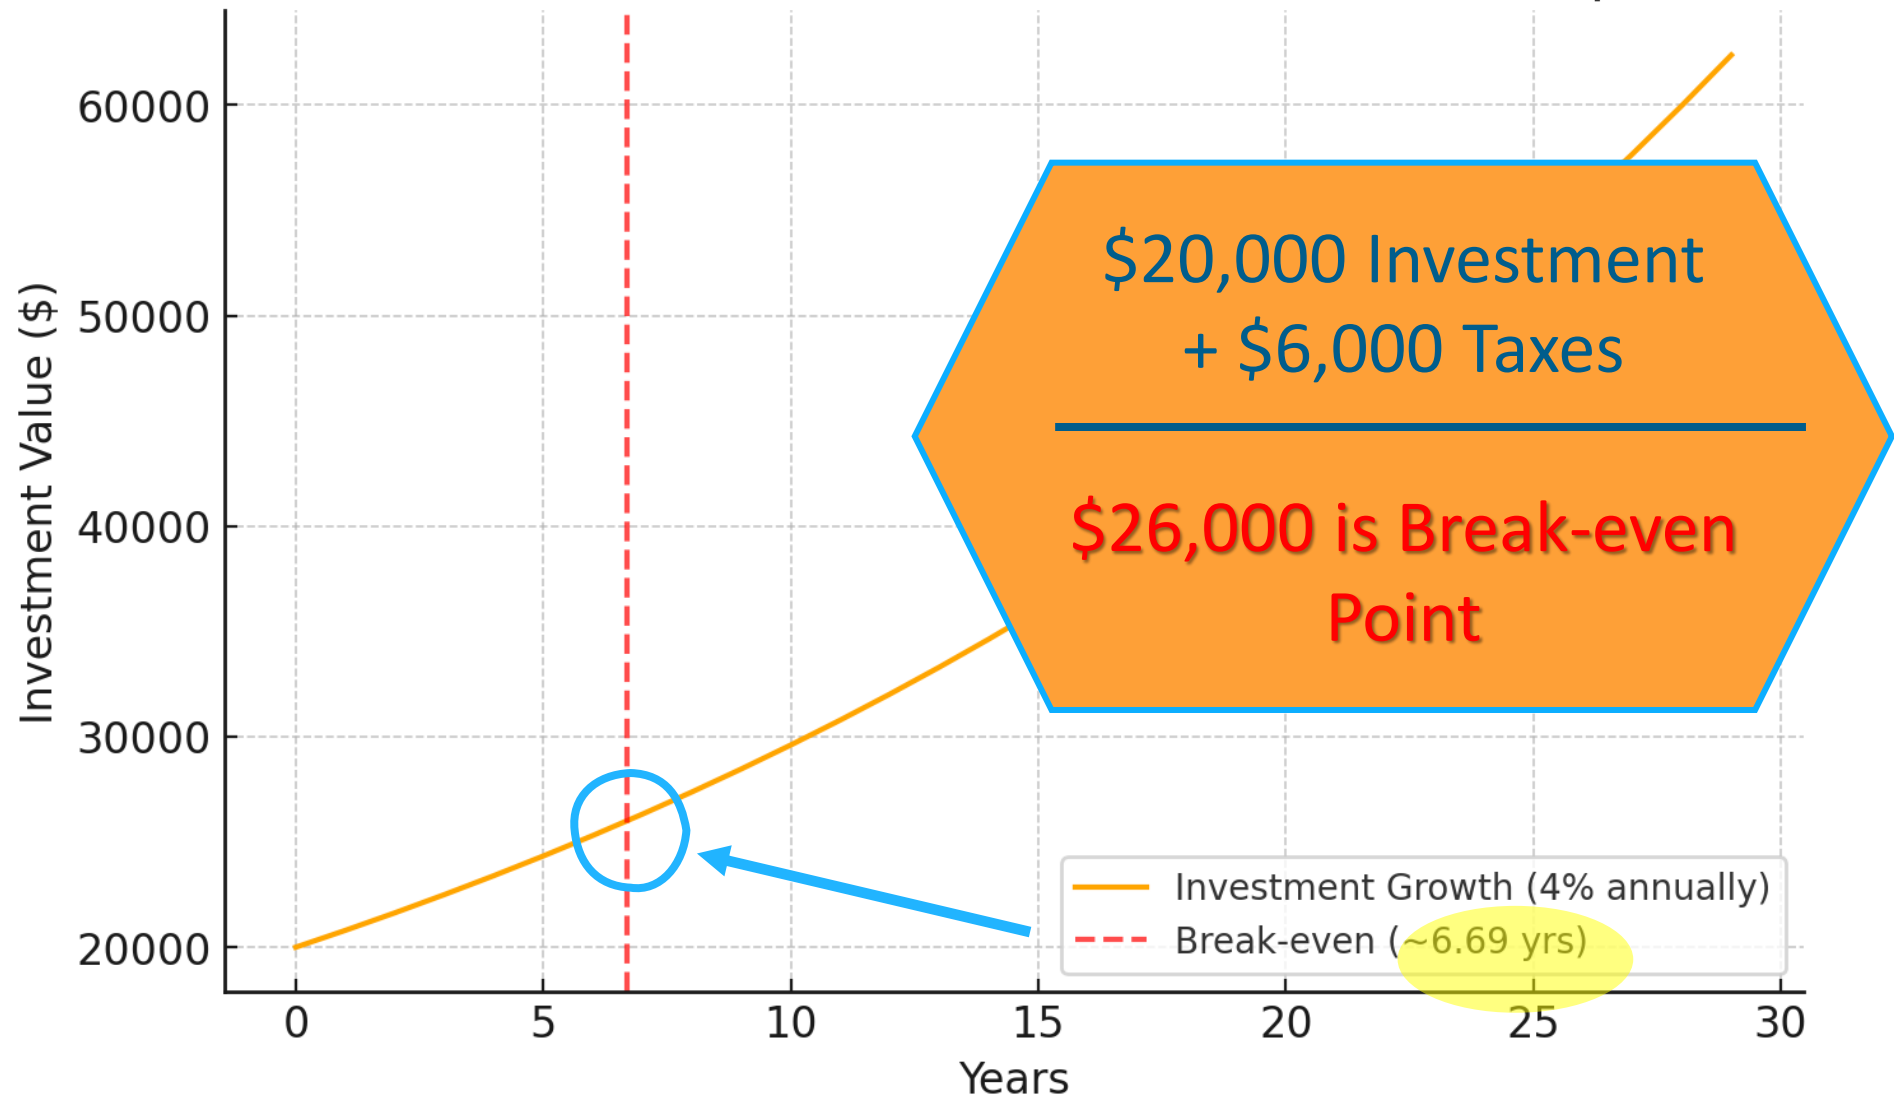 60000
50000
40000
30000
20000
Investment Value ($)
$20,000 Investment
+ $6,000 Taxes
$26,000 is Break-even
Point
Investment Growth (4% annually)
Break-even (~6.69 yrs)
0 5 10 15 20 25 30
Years